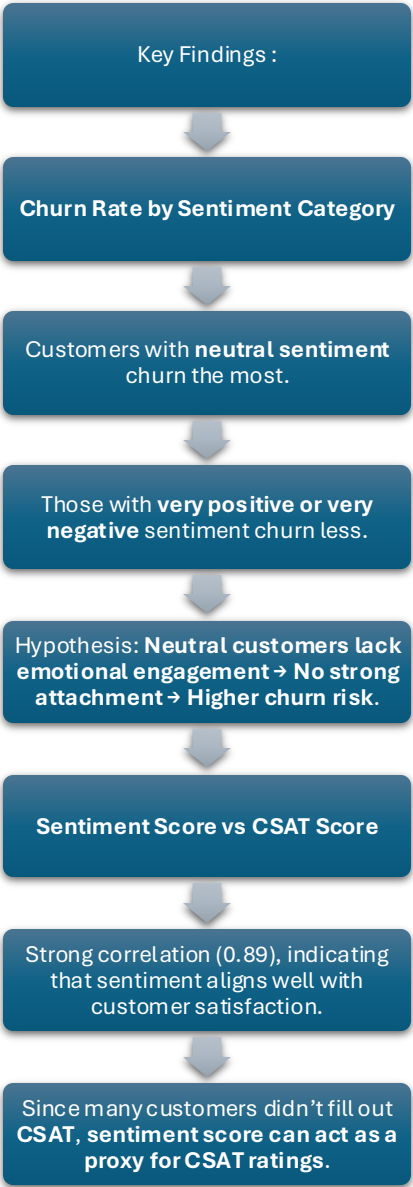 Key Findings :
Churn Rate by Sentiment Category
Customers with neutral sentiment
churn the most.
Those with very positive or very
negative sentiment churn less.
Hypothesis: Neutral customers lack
emotional engagement → No strong
attachment → Higher churn risk.
Sentiment Score vs CSAT Score
Strong correlation (0.89), indicating
that sentiment aligns well with
customer satisfaction.
Since many customers didn’t fill out
CSAT, sentiment score can act as a
proxy for CSAT ratings.